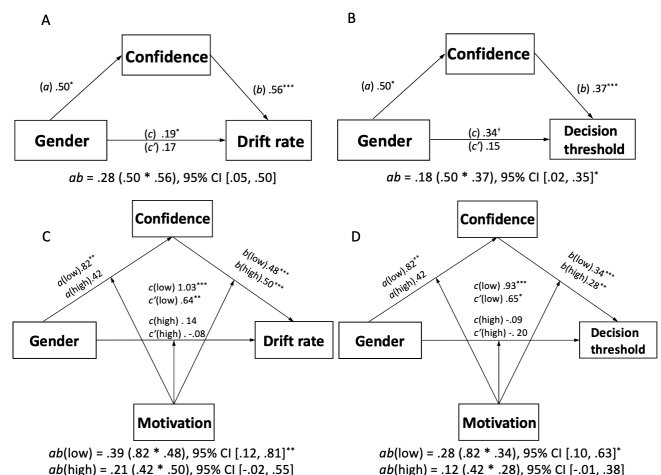 A
Confidence
(a) .50*
(b) .56***
Gender
(c) .19*
(c′) .17
Drift rate
ab = .28 (.50 * .56), 95% CI [.05, .50]
B
Confidence
(a) .50*
(b) .37***
Gender
(c) .34†
(c′) .15
Decision
threshold
ab = .18 (.50 * .37), 95% CI [.02, .35]*
C
Confidence
a(low).82**
a(high).42
b(low).48***
b(high).50***
c(low) 1.03***
c′(low) .64**
c(high) . 14
c′(high) . -.08
Gender
Drift rate
Motivation
ab(low) = .39 (.82 * .48), 95% CI [.12, .81]**
ab(high) = .21 (.42 * .50), 95% CI [-.02, .55]
D
Confidence
a(low).82**
a(high).42
b(low).34***
b(high).28**
c(low) .93***
c′(low) .65*
c(high) -.09
c′(high) -. 20
Gender
Decision
threshold
Motivation
ab(low) = .28 (.82 * .34), 95% CI [.10, .63]*
ab(high) = .12 (.42 * .28), 95% CI [-.01, .38]